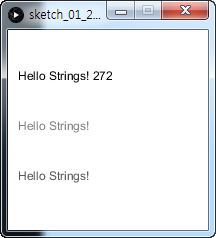 sketch_01_2...
Hello Strings! 272
Hello Strings!
Hello Strings!